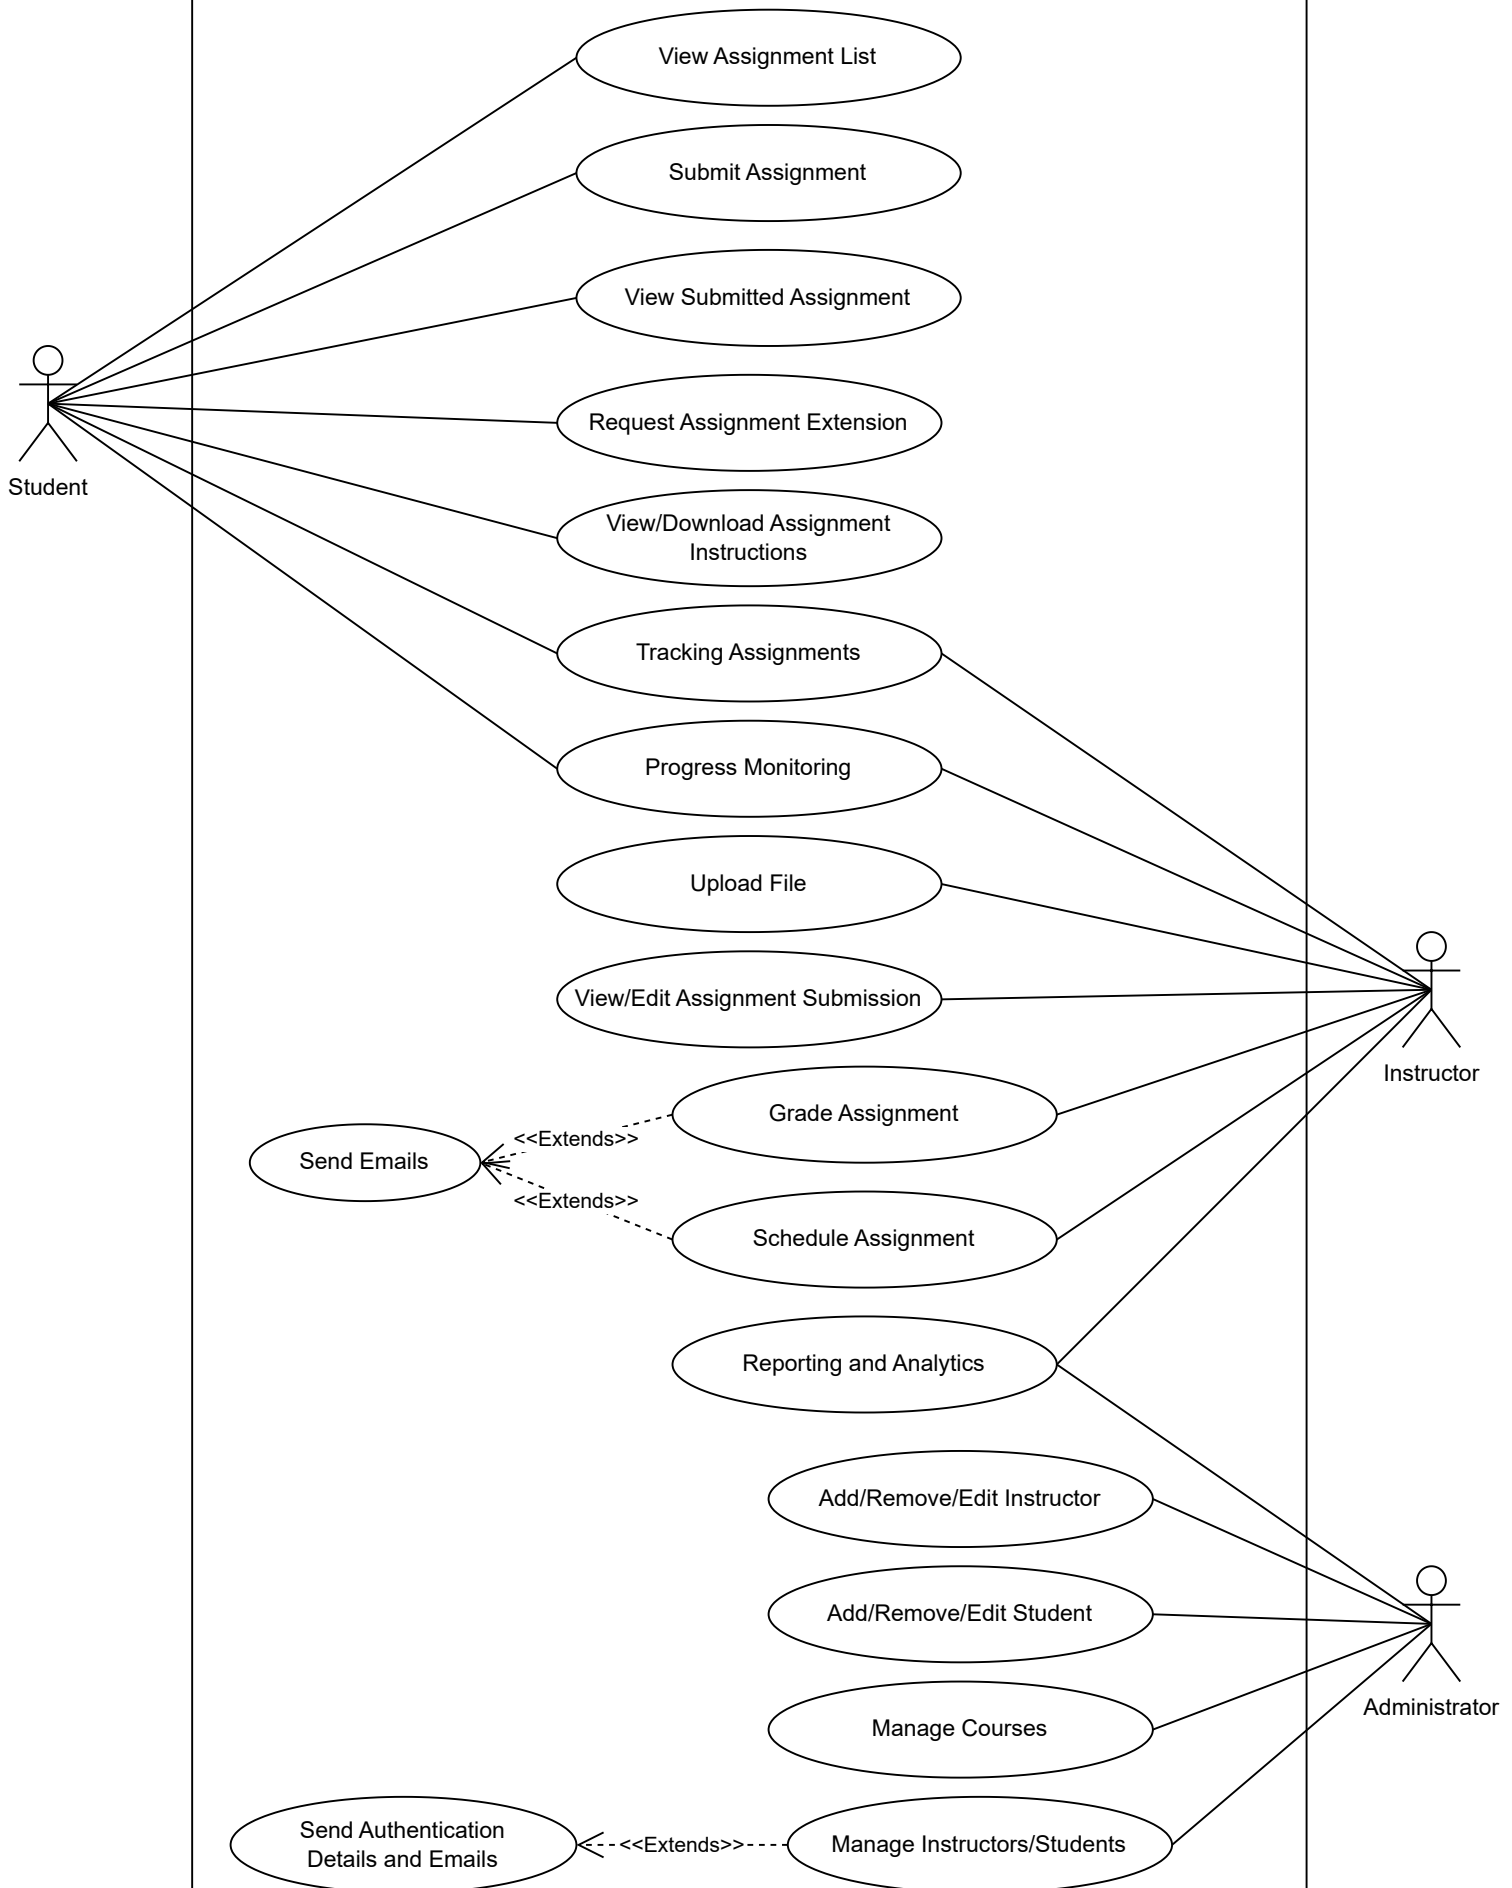 View Assignment List
Submit Assignment
View Submitted Assignment
Request Assignment Extension
Student
View/Download Assignment
Instructions
Tracking Assignments
Progress Monitoring
Upload File
View/Edit Assignment Submission
Instructor
Grade Assignment
<<Extends>>
Send Emails
<<Extends>>
Schedule Assignment
Reporting and Analytics
Add/Remove/Edit Instructor
Add/Remove/Edit Student
Administrator
Manage Courses
Send Authentication
Details and Emails
<<Extends>>
Manage Instructors/Students